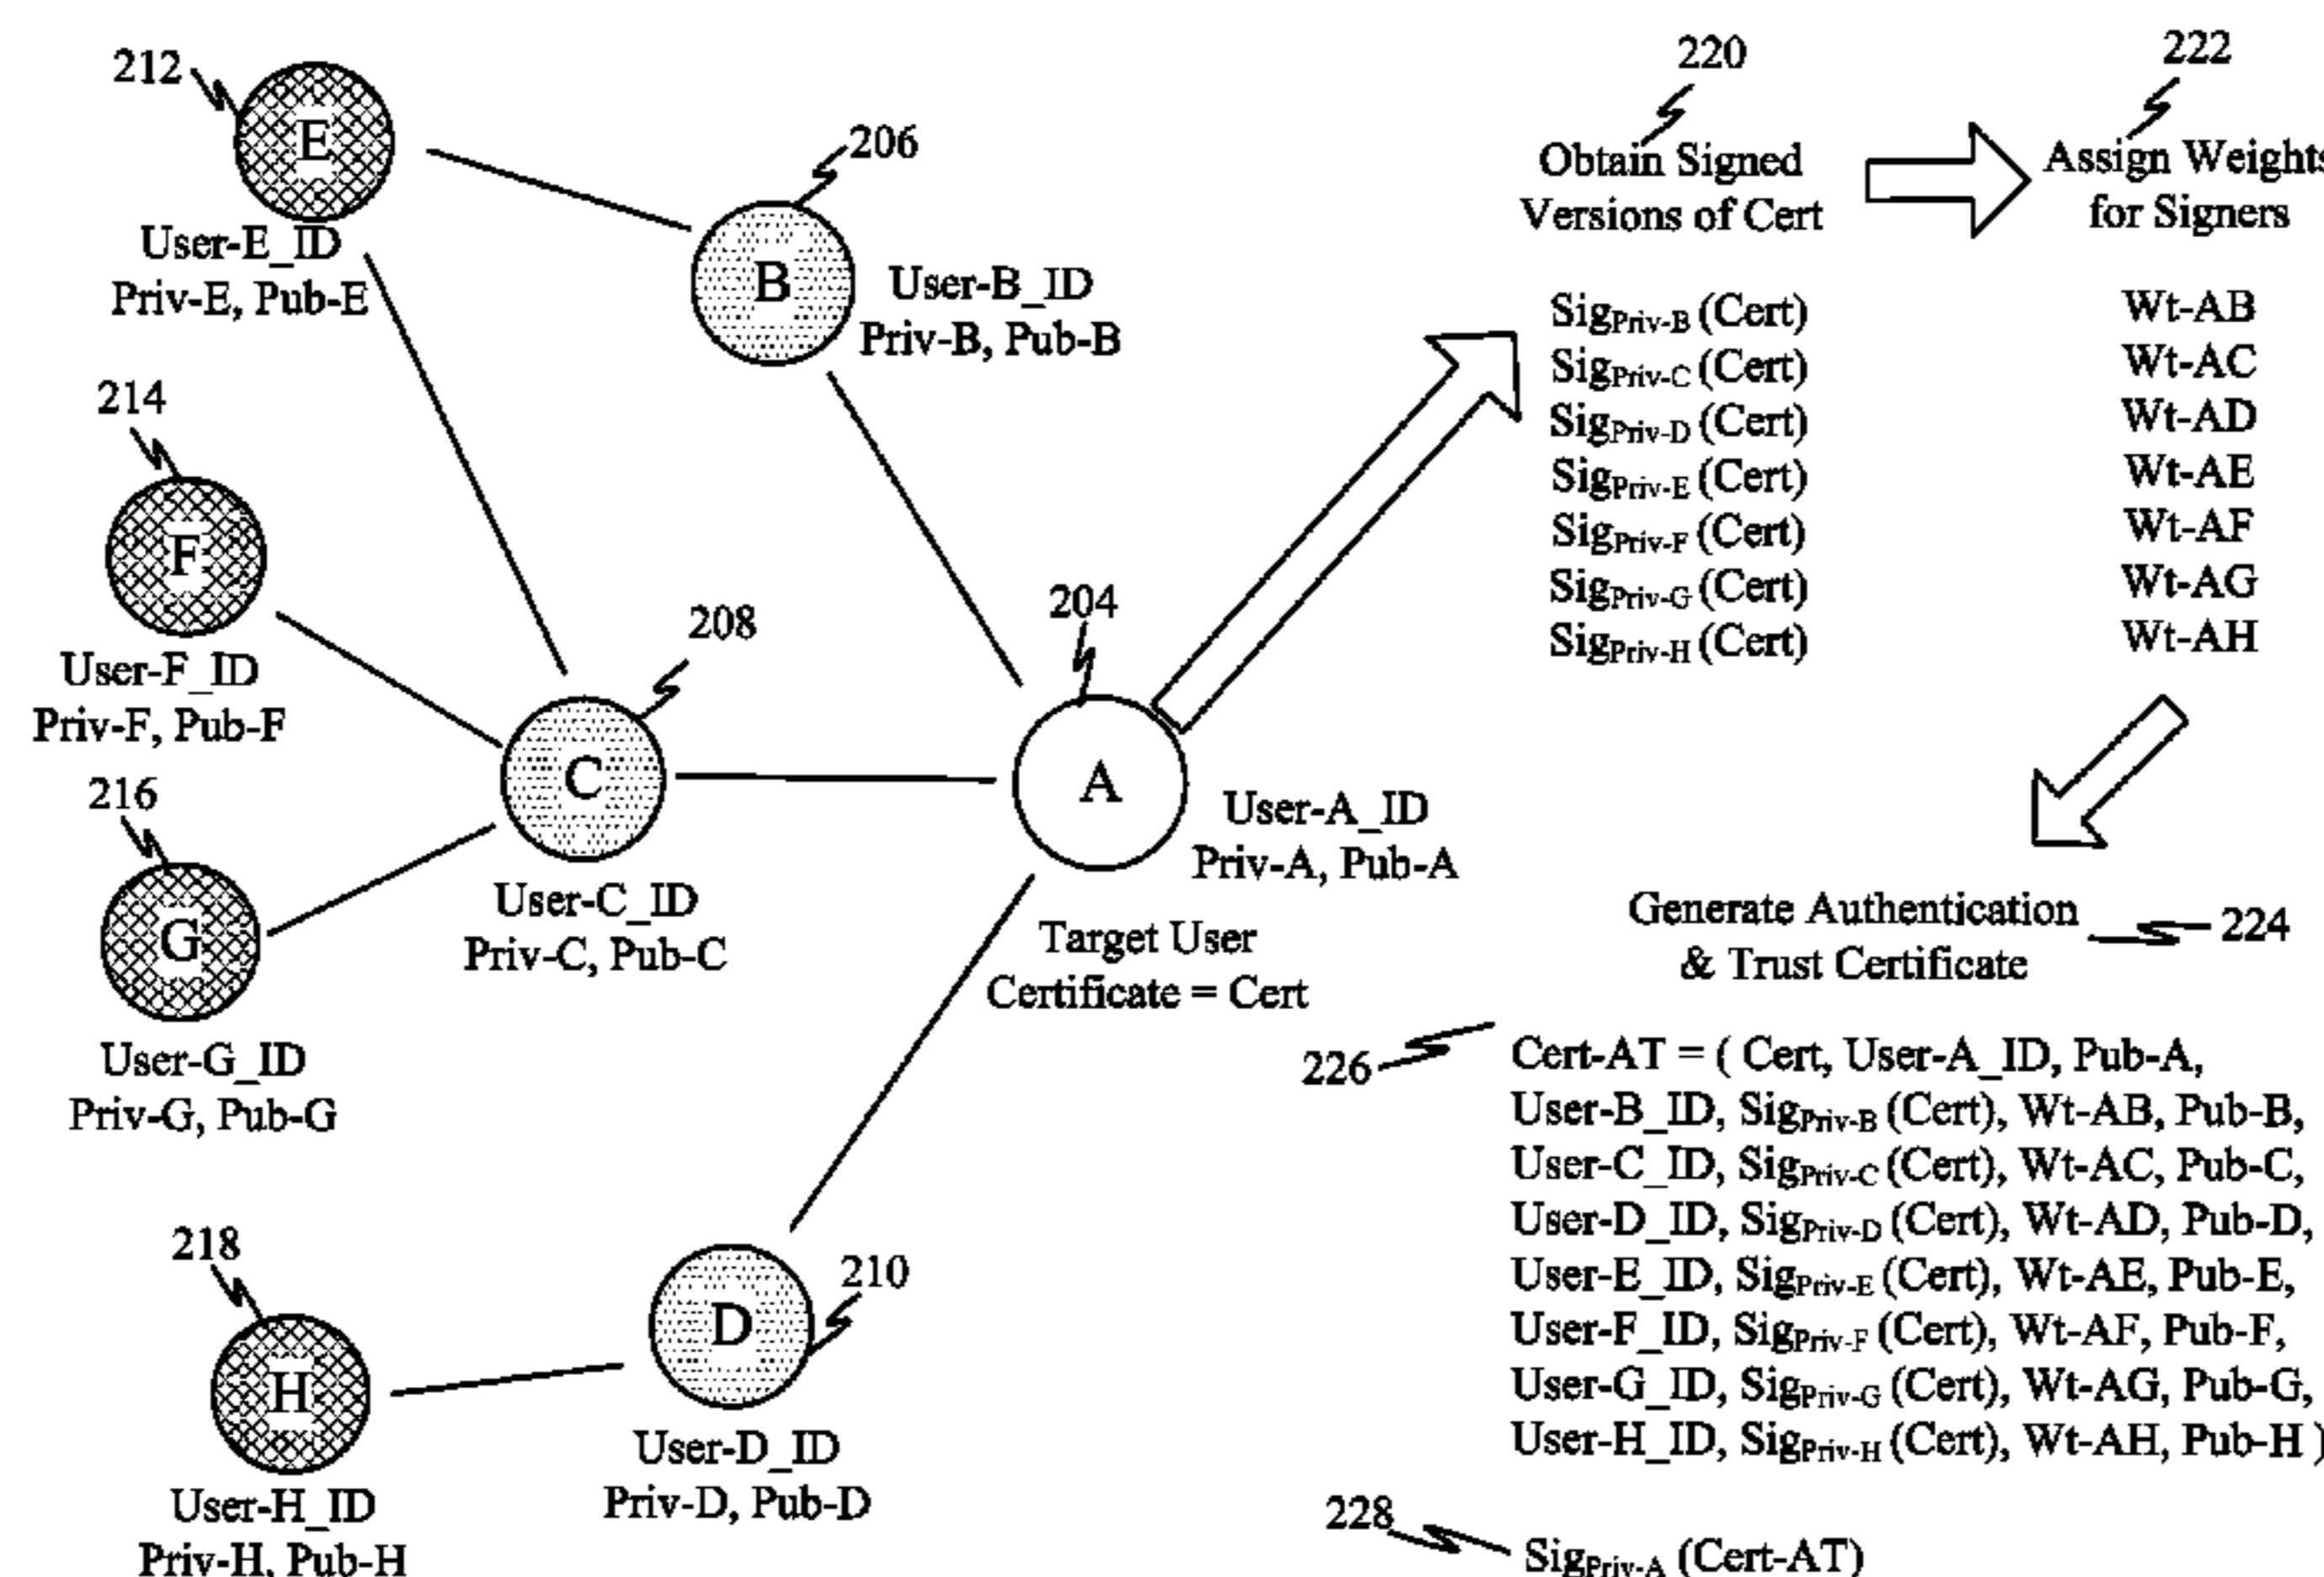 212
E
User-E_ID
Priv-E, Pub-E
206
B
User-B_ID
Priv-B, Pub-B
214
F
User-F_ID
Priv-F, Pub-F
208
C
User-C_ID
Priv-C, Pub-C
204
A
User-A_ID
Priv-A, Pub-A
Target User
Certificate = Cert
216
G
User-G_ID
Priv-G, Pub-G
218
H
User-H_ID
Priv-H, Pub-H
210
D
User-D_ID
Priv-D, Pub-D
220
Obtain Signed
Versions of Cert
SigPriv-B (Cert)
SigPriv-C (Cert)
SigPriv-D (Cert)
SigPriv-E (Cert)
SigPriv-F (Cert)
SigPriv-G (Cert)
SigPriv-H (Cert)
222
Assign Weights
for Signers
Wt-AB
Wt-AC
Wt-AD
Wt-AE
Wt-AF
Wt-AG
Wt-AH
Generate Authentication
& Trust Certificate
224
226
Cert-AT = ( Cert, User-A_ID, Pub-A,
User-B_ID, SigPriv-B (Cert), Wt-AB, Pub-B,
User-C_ID, SigPriv-C (Cert), Wt-AC, Pub-C,
User-D_ID, SigPriv-D (Cert), Wt-AD, Pub-D,
User-E_ID, SigPriv-E (Cert), Wt-AE, Pub-E,
User-F_ID, SigPriv-F (Cert), Wt-AF, Pub-F,
User-G_ID, SigPriv-G (Cert), Wt-AG, Pub-G,
User-H_ID, SigPriv-H (Cert), Wt-AH, Pub-H )
228
SigPriv-A (Cert-AT)